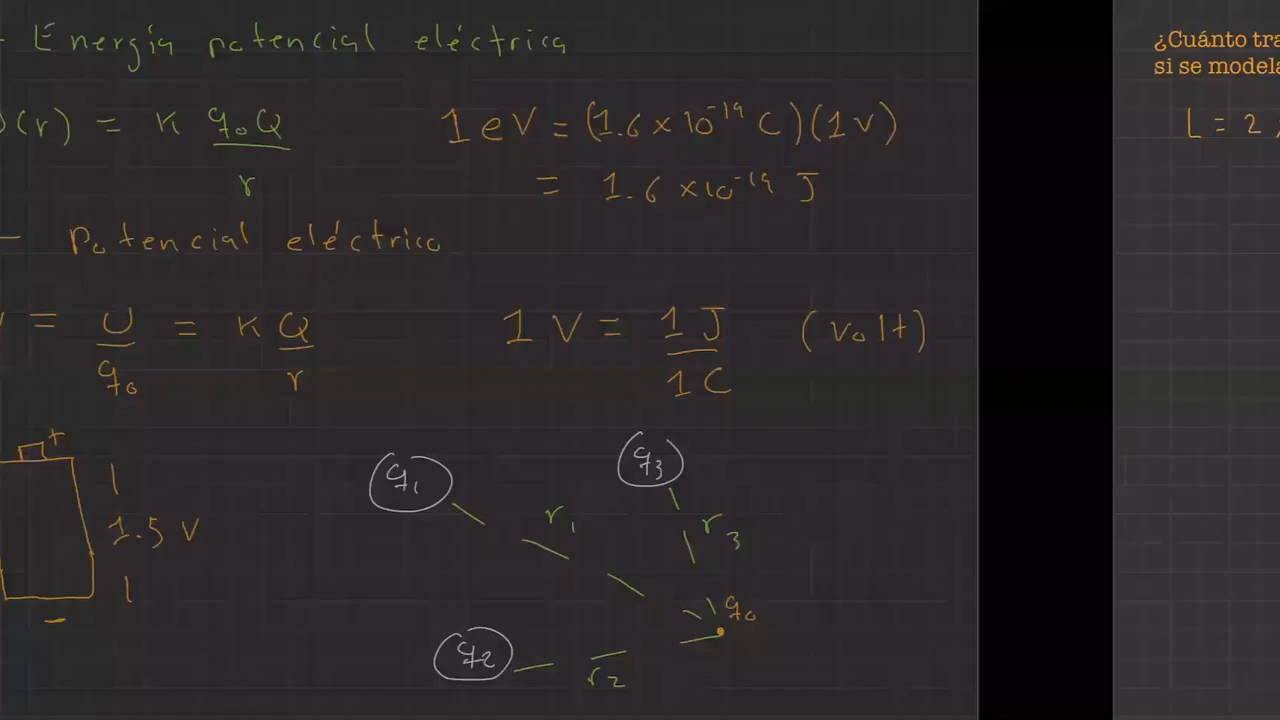 Energía potencial eléctrica
(r) = K q₀Q / r
1 eV = (1.6 x 10⁻¹⁹ C)(1 V)
= 1.6 x 10⁻¹⁹ J
— Potencial eléctrico
= U / q₀ = K Q / r
1 V = 1 J / 1 C (volt)
+
1.5 V
−
q₁
q₃
r₁
r₃
q₀
q₂
r₂
¿Cuánto tra
si se modela
L = 2